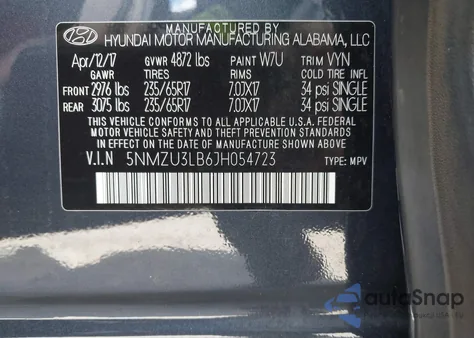 MANUFACTURED BY
HYUNDAI MOTOR MANUFACTURING ALABAMA, LLC
Apr/12/17 GVWR 4872 lbs PAINT W7U TRIM VYN
GAWR TIRES RIMS COLD TIRE INFL
FRONT 2976 lbs 235/65R17 7.0JX17 34 psi SINGLE
REAR 3075 lbs 235/65R17 7.0JX17 34 psi SINGLE
THIS VEHICLE CONFORMS TO ALL APPLICABLE
U.S. FEDERAL MOTOR VEHICLE SAFETY STANDARDS
IN EFFECT ON THE DATE OF MANUFACTURE SHOWN ABOVE.
V.I.N 5NMZU3LB6JH054723 TYPE: MPV
autoSnap